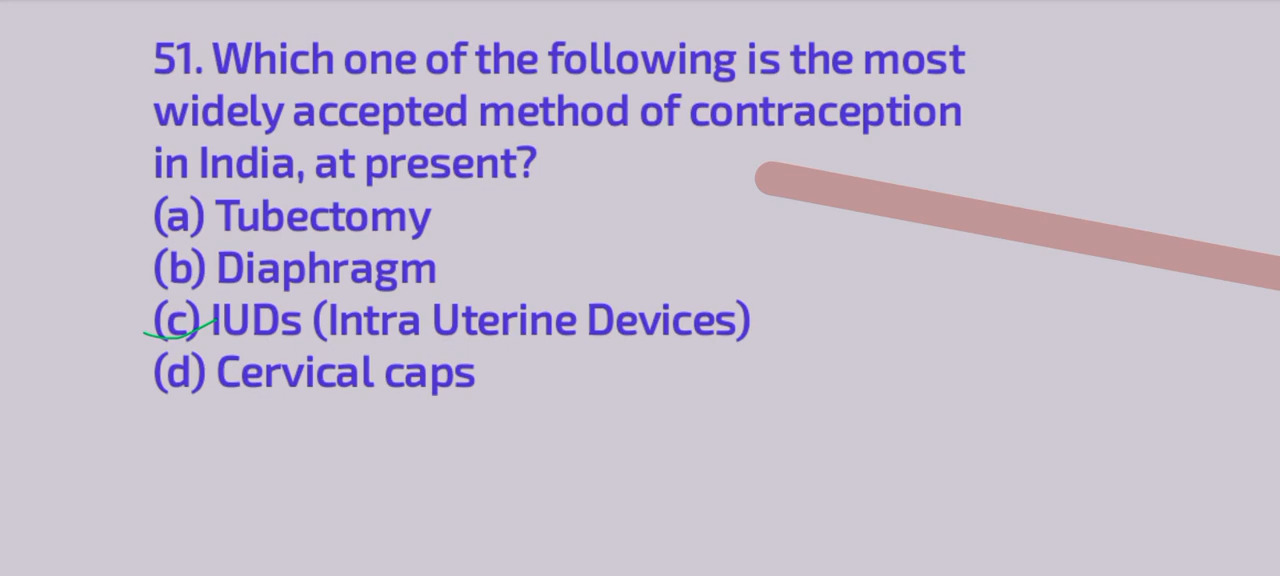 51. Which one of the following is the most
widely accepted method of contraception
in India, at present?
(a) Tubectomy
(b) Diaphragm
(c) IUDs (Intra Uterine Devices)
(d) Cervical caps